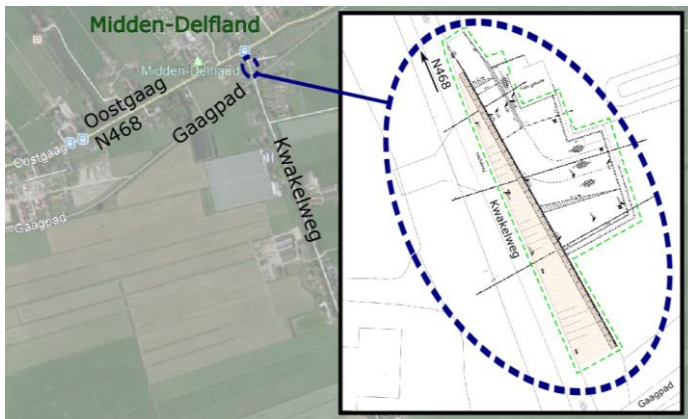 Midden-Delfland
Midden-Delfland
Oostgaag
N468
Gaagpad
Oostgaag
Gaagpad
Kwakelweg
N468
Kwakelweg
Gaagpad